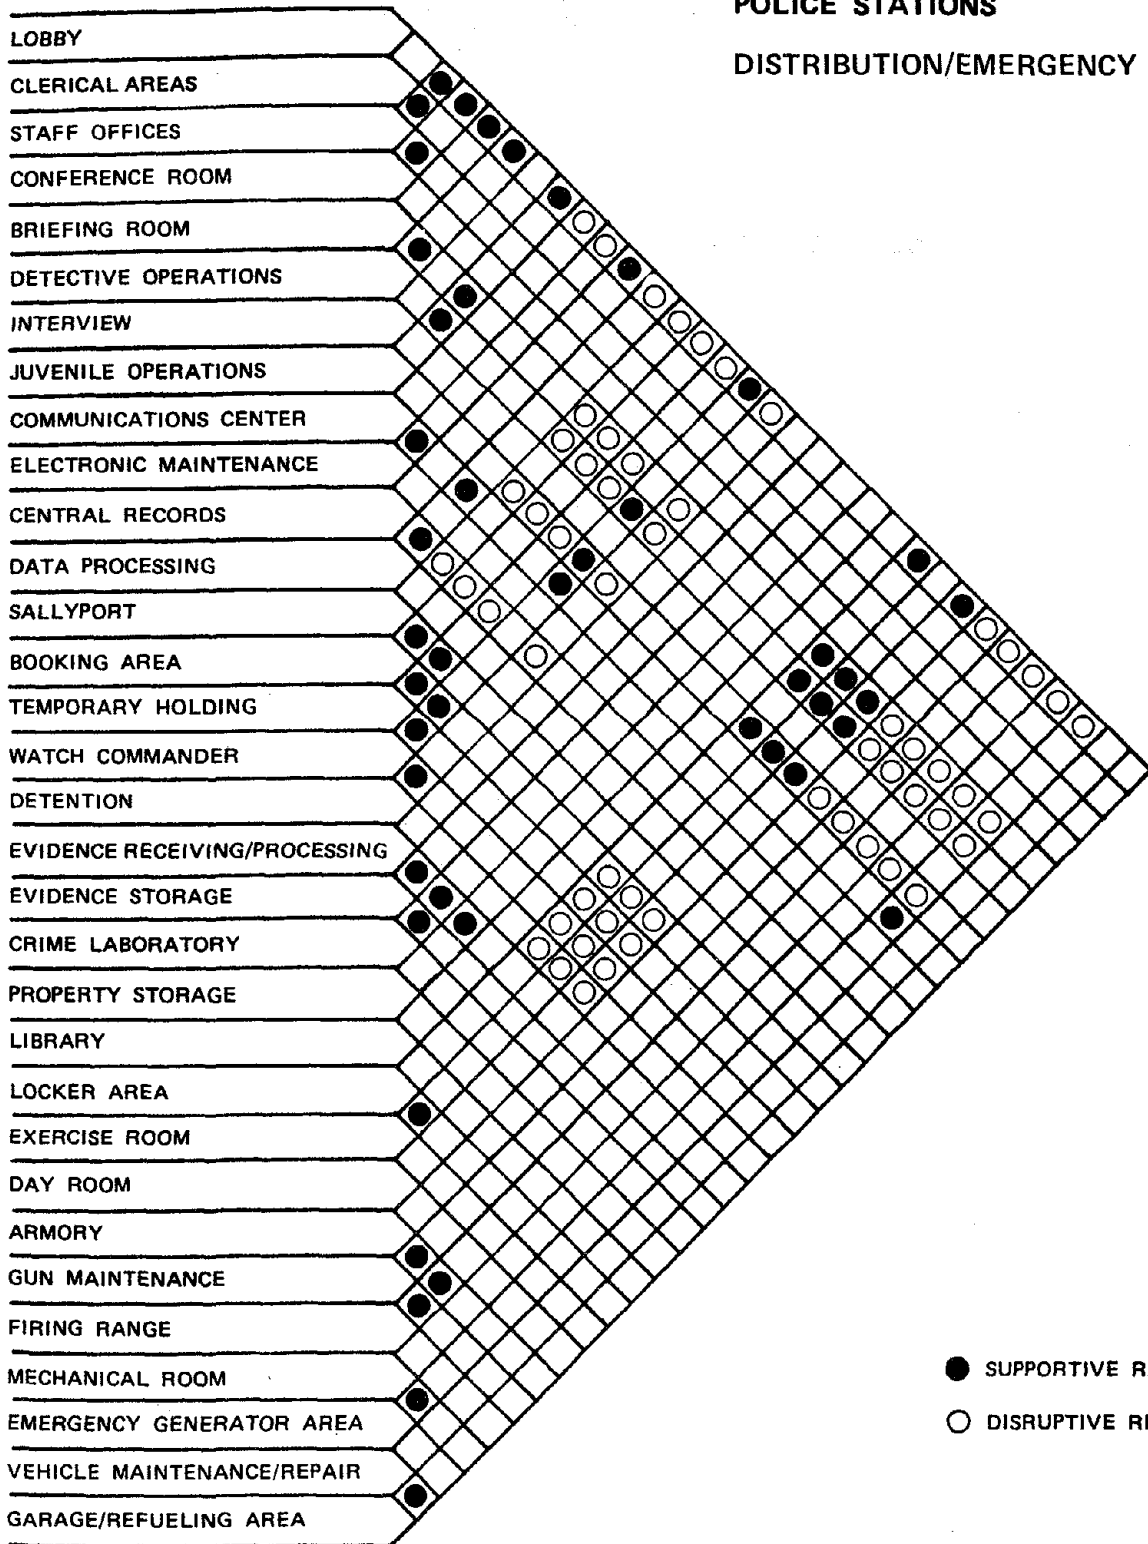 POLICE STATIONS
DISTRIBUTION/EMERGENCY
LOBBY
CLERICAL AREAS
STAFF OFFICES
CONFERENCE ROOM
BRIEFING ROOM
DETECTIVE OPERATIONS
INTERVIEW
JUVENILE OPERATIONS
COMMUNICATIONS CENTER
ELECTRONIC MAINTENANCE
CENTRAL RECORDS
DATA PROCESSING
SALLYPORT
BOOKING AREA
TEMPORARY HOLDING
WATCH COMMANDER
DETENTION
EVIDENCE RECEIVING/PROCESSING
EVIDENCE STORAGE
CRIME LABORATORY
PROPERTY STORAGE
LIBRARY
LOCKER AREA
EXERCISE ROOM
DAY ROOM
ARMORY
GUN MAINTENANCE
FIRING RANGE
MECHANICAL ROOM
EMERGENCY GENERATOR AREA
VEHICLE MAINTENANCE/REPAIR
GARAGE/REFUELING AREA
SUPPORTIVE
DISRUPTIVE